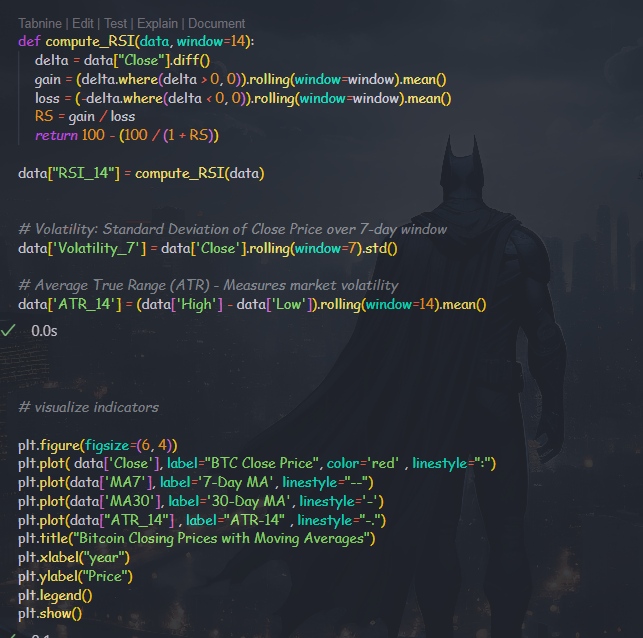 Tabnine | Edit | Test | Explain | Document
def compute_RSI(data, window=14):
    delta = data["Close"].diff()
    gain = (delta.where(delta > 0, 0)).rolling(window=window).mean()
    loss = (-delta.where(delta < 0, 0)).rolling(window=window).mean()
    RS = gain / loss
    return 100 - (100 / (1 + RS))
data["RSI_14"] = compute_RSI(data)
# Volatility: Standard Deviation of Close Price over 7-day window
data['Volatility_7'] = data['Close'].rolling(window=7).std()
# Average True Range (ATR) - Measures market volatility
data['ATR_14'] = (data['High'] - data['Low']).rolling(window=14).mean()
✓ 0.0s
# visualize indicators
plt.figure(figsize=(6, 4))
plt.plot( data['Close'], label="BTC Close Price", color='red' , linestyle=":")
plt.plot(data['MA7'], label='7-Day MA', linestyle="--")
plt.plot(data['MA30'], label='30-Day MA', linestyle='-')
plt.plot(data["ATR_14"] , label="ATR-14" , linestyle="-.")
plt.title("Bitcoin Closing Prices with Moving Averages")
plt.xlabel("year")
plt.ylabel("Price")
plt.legend()
plt.show()